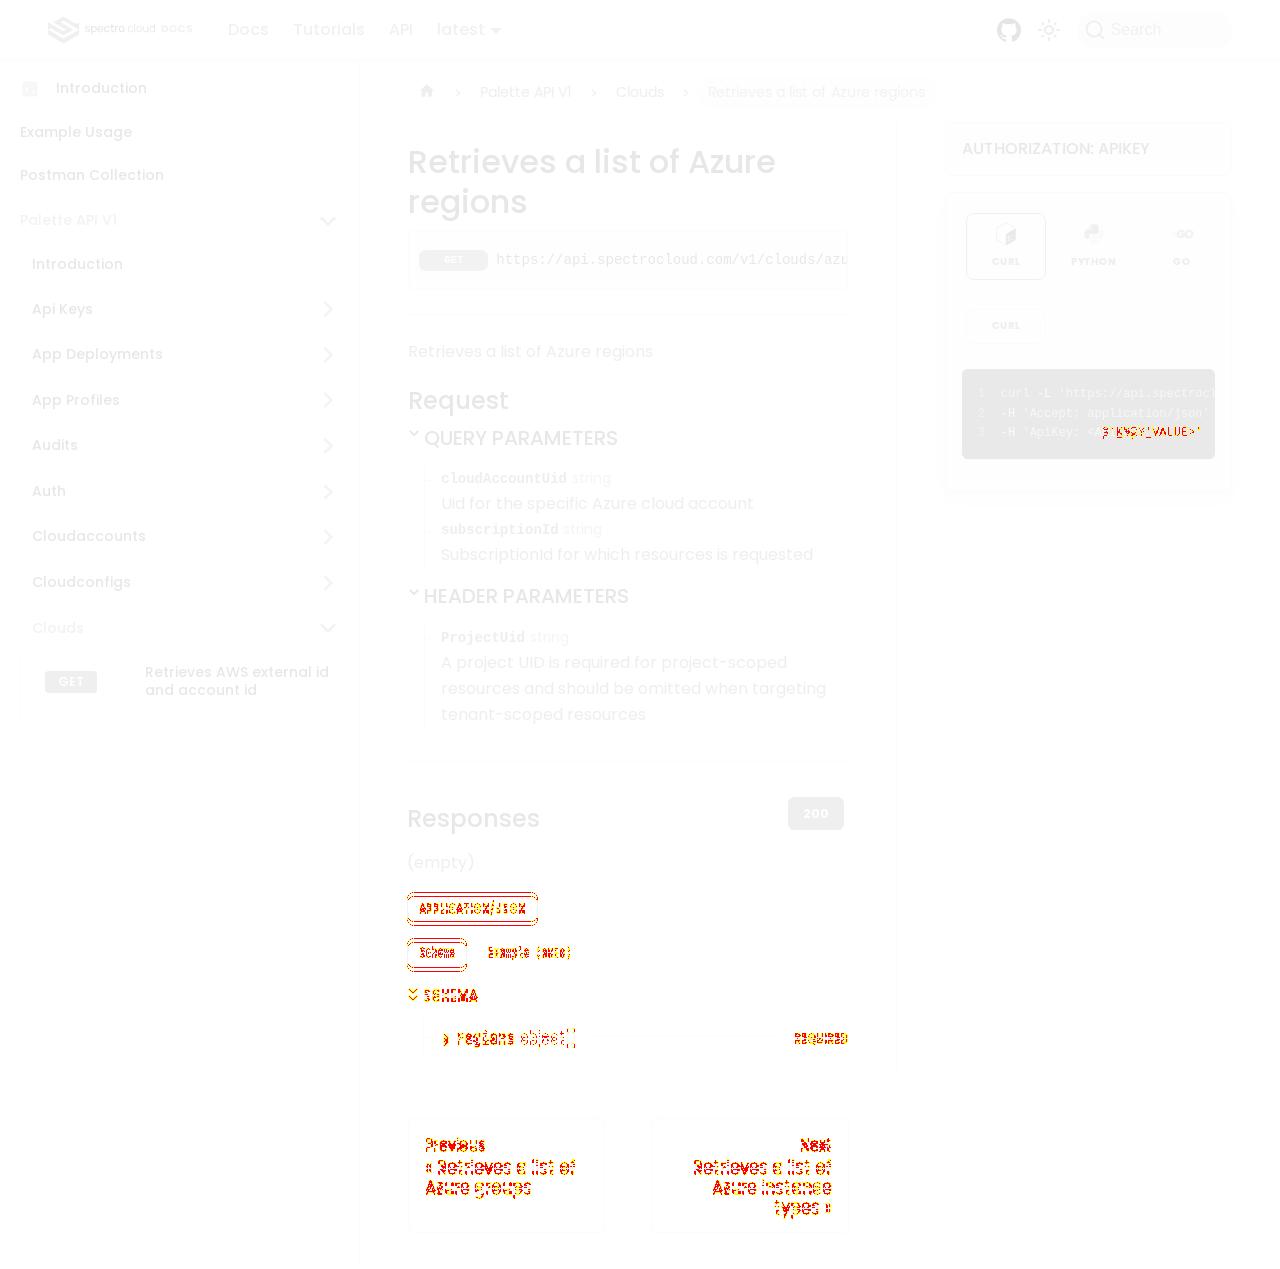 spectro cloud DOCS
Docs Tutorials API latest
Search
Introduction
Example Usage
Postman Collection
Palette API V1
Introduction
Api Keys
App Deployments
App Profiles
Audits
Auth
Cloudaccounts
Cloudconfigs
Clouds
GET Retrieves AWS external id
and account id
Palette API V1 Clouds Retrieves a list of Azure regions
Retrieves a list of Azure
regions
GET https://api.spectrocloud.com/v1/clouds/azu
Retrieves a list of Azure regions
Request
QUERY PARAMETERS
cloudAccountUid string
Uid for the specific Azure cloud account
subscriptionId string
SubscriptionId for which resources is requested
HEADER PARAMETERS
ProjectUid string
A project UID is required for project-scoped
resources and should be omitted when targeting
tenant-scoped resources
Responses
200
(empty)
APPLICATION/JSON
Schema Example (auto)
SCHEMA
regions object[] REQUIRED
Previous
« Retrieves a list of
Azure groups
Next
Retrieves a list of
Azure instance
types »
AUTHORIZATION: APIKEY
CURL PYTHON GO
GO
CURL
1 curl -L 'https://api.spectrocl
2 -H 'Accept: application/json'
3 -H 'ApiKey: